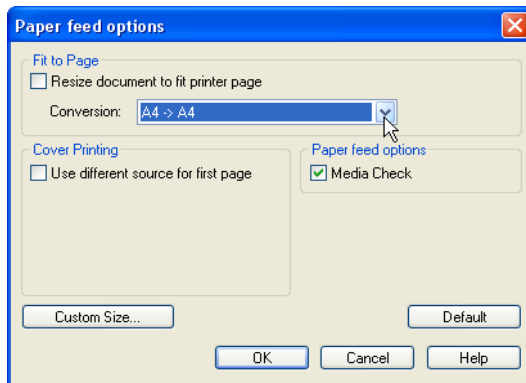 Paper feed options
Fit to Page
Resize document to fit printer page
Conversion: A4 -> A4
Cover Printing
Use different source for first page
Paper feed options
Media Check
Custom Size...
Default
OK Cancel Help